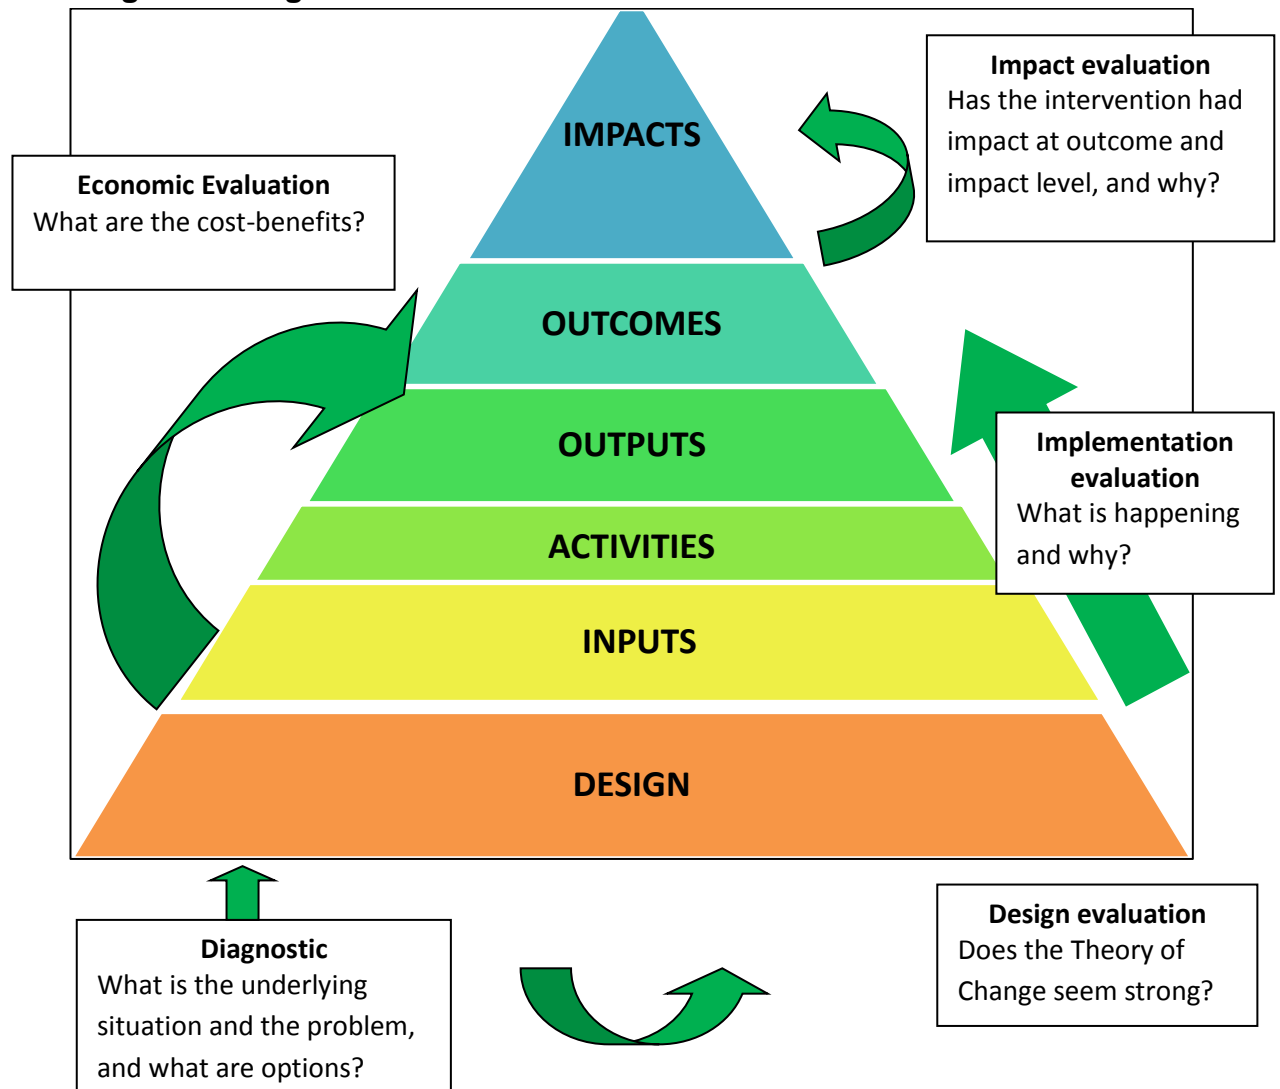 Impact evaluation
Has the intervention had
impact at outcome and
impact level, and why?
IMPACTS
Economic Evaluation
What are the cost-benefits?
OUTCOMES
OUTPUTS
Implementation
evaluation
What is happening
and why?
ACTIVITIES
INPUTS
DESIGN
Diagnostic
What is the underlying
situation and the problem,
and what are options?
Design evaluation
Does the Theory of
Change seem strong?